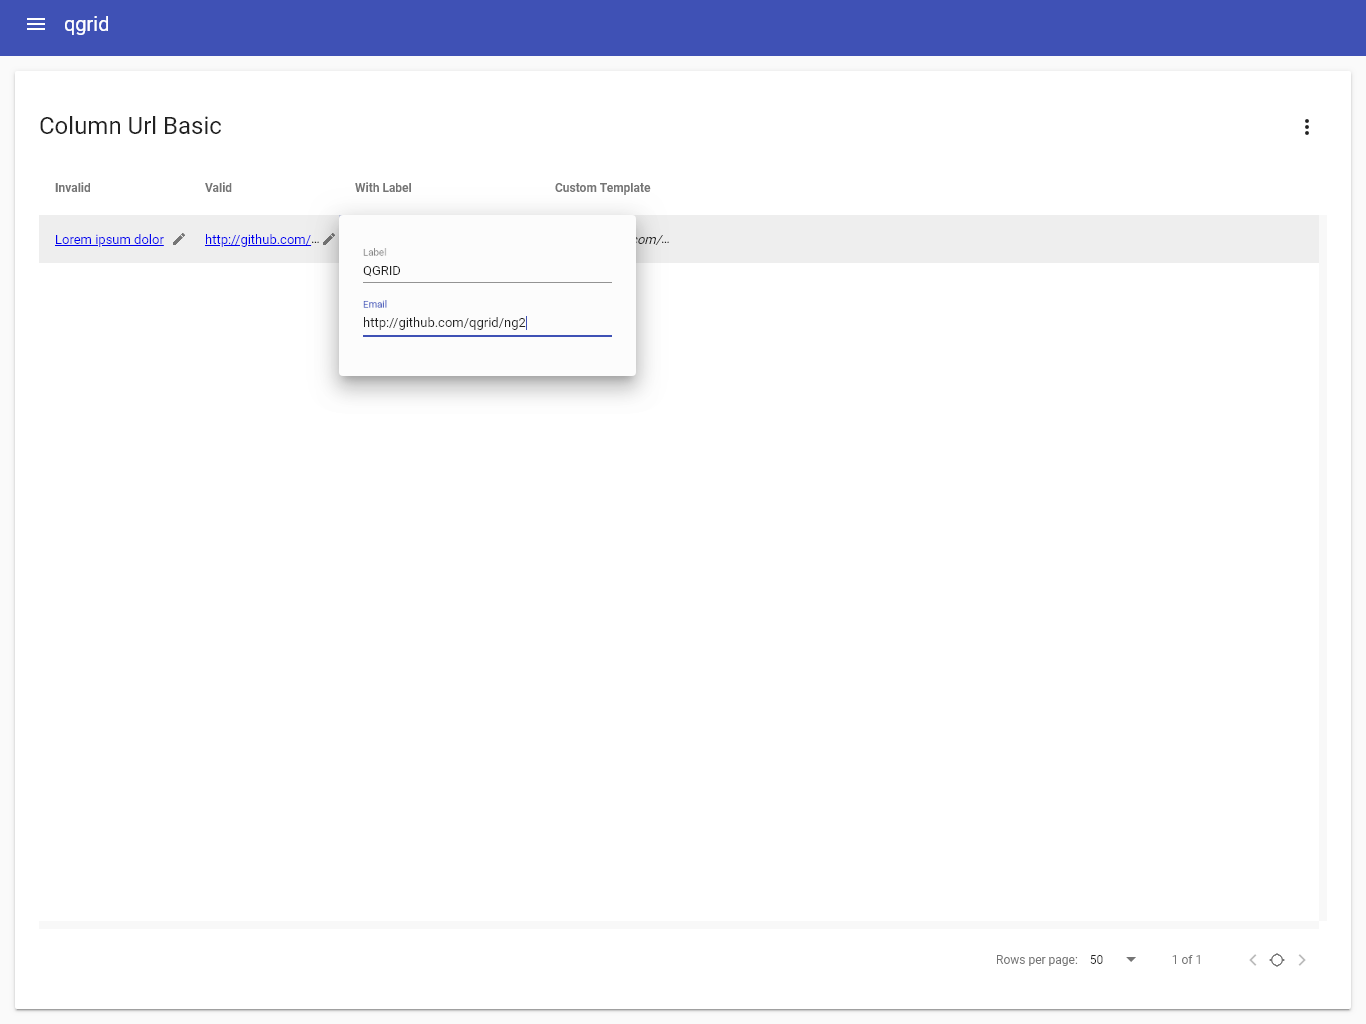 qgrid
Column Url Basic
Invalid Valid With Label Custom Template
Lorem ipsum dolor http://github.com/... com/...
Label
QGRID
Email
http://github.com/qgrid/ng2
Rows per page: 50 1 of 1